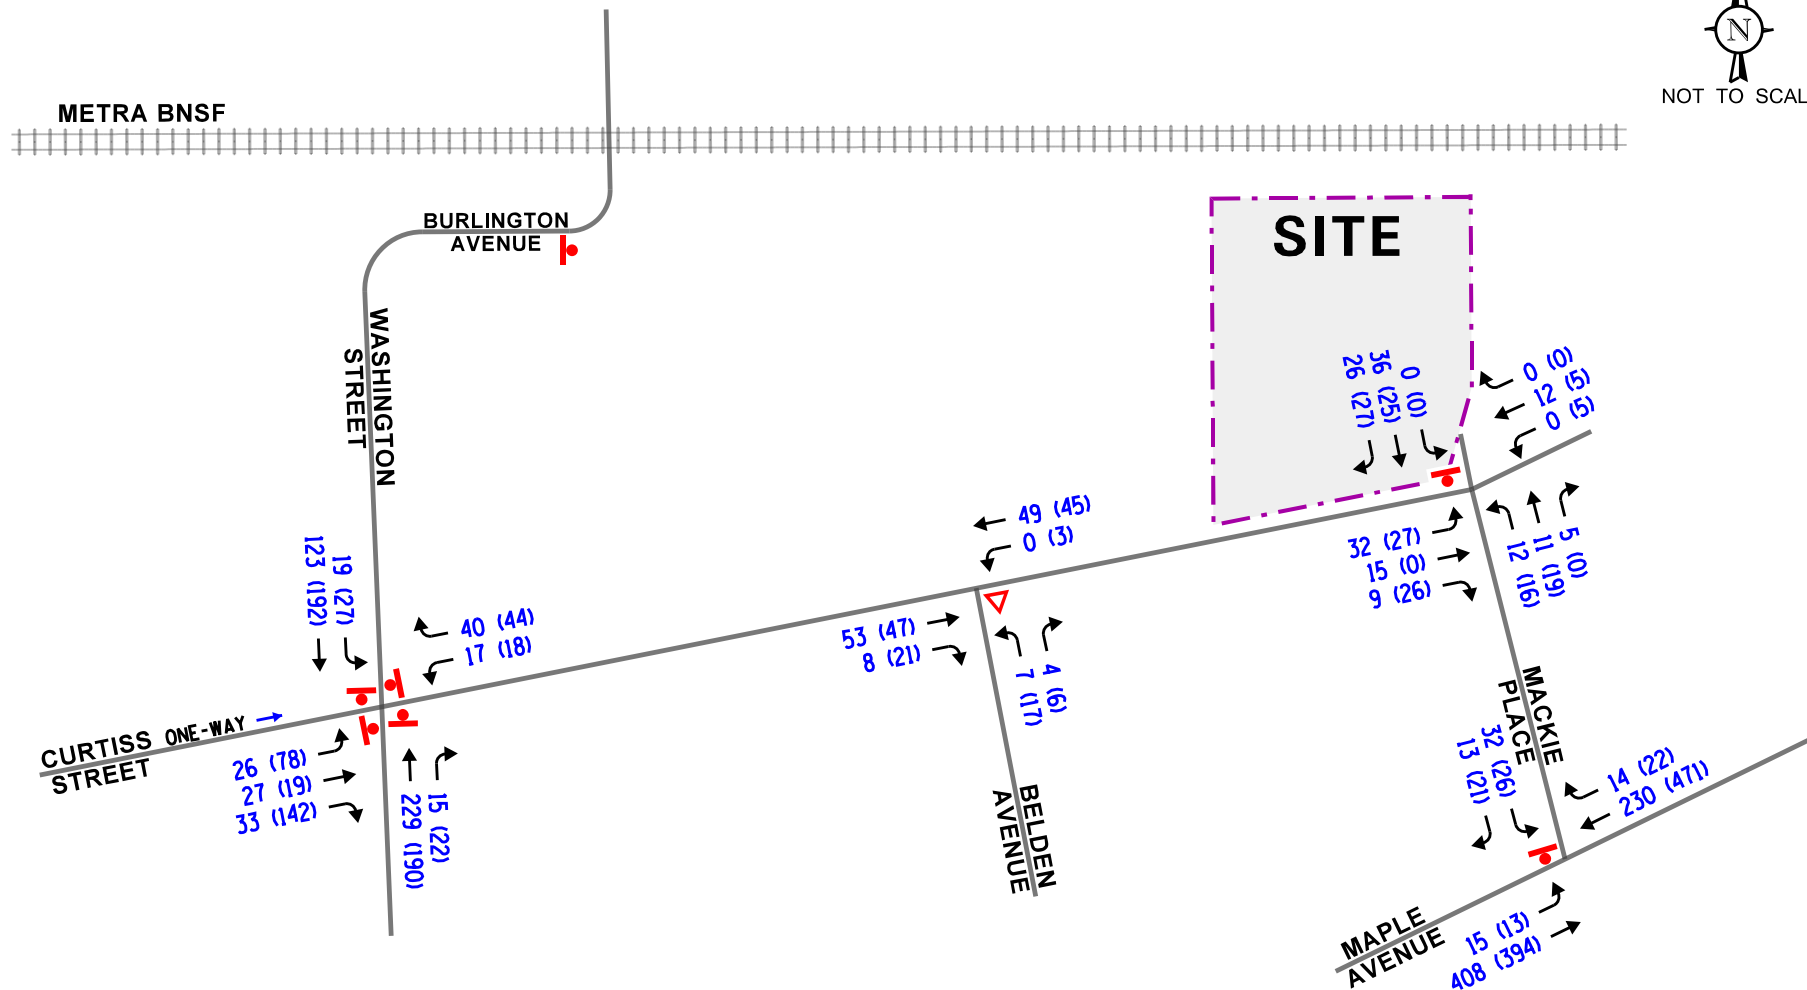 N
NOT TO SCAL
METRA BNSF
BURLINGTON
AVENUE
SITE
WASHINGTON
STREET
0 (0)
36 (25)
26 (27)
0 (0)
12 (5)
0 (5)
49 (45)
0 (3)
32 (27)
15 (0)
9 (26)
5 (0)
11 (19)
12 (16)
19 (27)
123 (192)
40 (44)
17 (18)
53 (47)
8 (21)
4 (6)
7 (17)
CURTISS ONE-WAY
STREET
26 (78)
27 (19)
33 (142)
15 (22)
229 (190)
BELDEN
AVENUE
MACKIE
PLACE
32 (26)
13 (21)
14 (22)
230 (471)
MAPLE
AVENUE
15 (13)
408 (394)